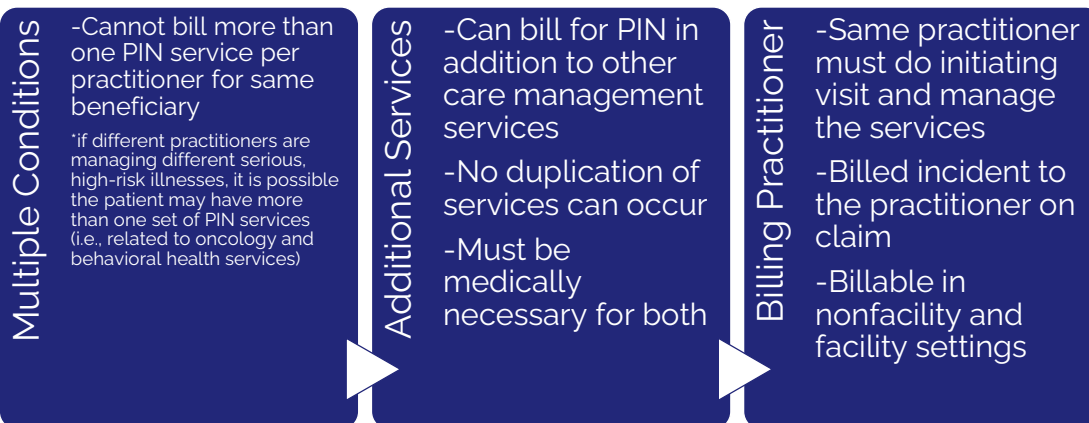 Multiple Conditions
-Cannot bill more than
one PIN service per
practitioner for same
beneficiary
*if different practitioners are
managing different serious,
high-risk illnesses, it is possible
the patient may have more
than one set of PIN services
(i.e., related to oncology and
behavioral health services)
Additional Services
-Can bill for PIN in
addition to other
care management
services
-No duplication of
services can occur
-Must be
medically
necessary for both
Billing Practitioner
-Same practitioner
must do initiating
visit and manage
the services
-Billed incident to
the practitioner on
claim
-Billable in
nonfacility and
facility settings